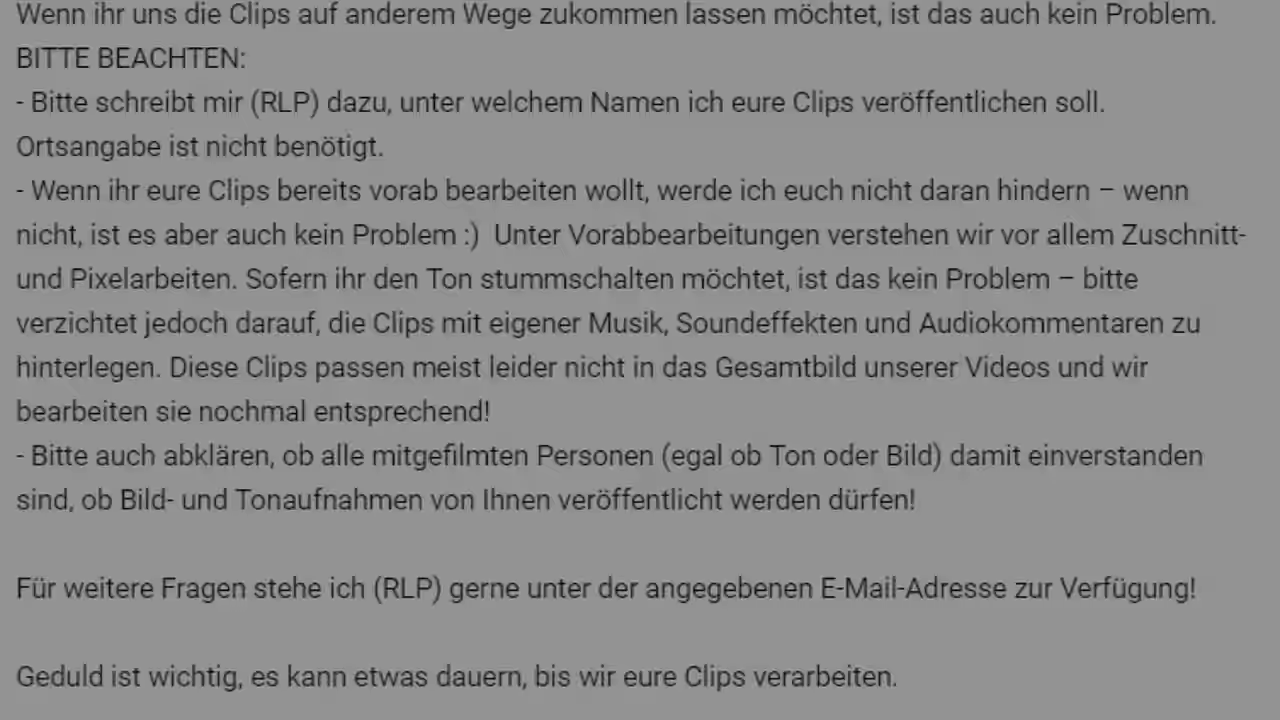 Wenn ihr uns die Clips auf anderem Wege zukommen lassen möchtet, ist das auch kein Problem.
BITTE BEACHTEN:
- Bitte schreibt mir (RLP) dazu, unter welchem Namen ich eure Clips veröffentlichen soll.
Ortsangabe ist nicht benötigt.
- Wenn ihr eure Clips bereits vorab bearbeiten wollt, werde ich euch nicht daran hindern – wenn
nicht, ist es aber auch kein Problem :)  Unter Vorabbearbeitungen verstehen wir vor allem Zuschnitt-
und Pixelarbeiten. Sofern ihr den Ton stummschalten möchtet, ist das kein Problem – bitte
verzichtet jedoch darauf, die Clips mit eigener Musik, Soundeffekten und Audiokommentaren zu
hinterlegen. Diese Clips passen meist leider nicht in das Gesamtbild unserer Videos und wir
bearbeiten sie nochmal entsprechend!
- Bitte auch abklären, ob alle mitgefilmten Personen (egal ob Ton oder Bild) damit einverstanden
sind, ob Bild- und Tonaufnahmen von Ihnen veröffentlicht werden dürfen!
Für weitere Fragen stehe ich (RLP) gerne unter der angegebenen E-Mail-Adresse zur Verfügung!
Geduld ist wichtig, es kann etwas dauern, bis wir eure Clips verarbeiten.